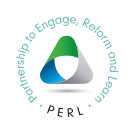 Partnership to Engage, Reform and Learn
· PERL ·